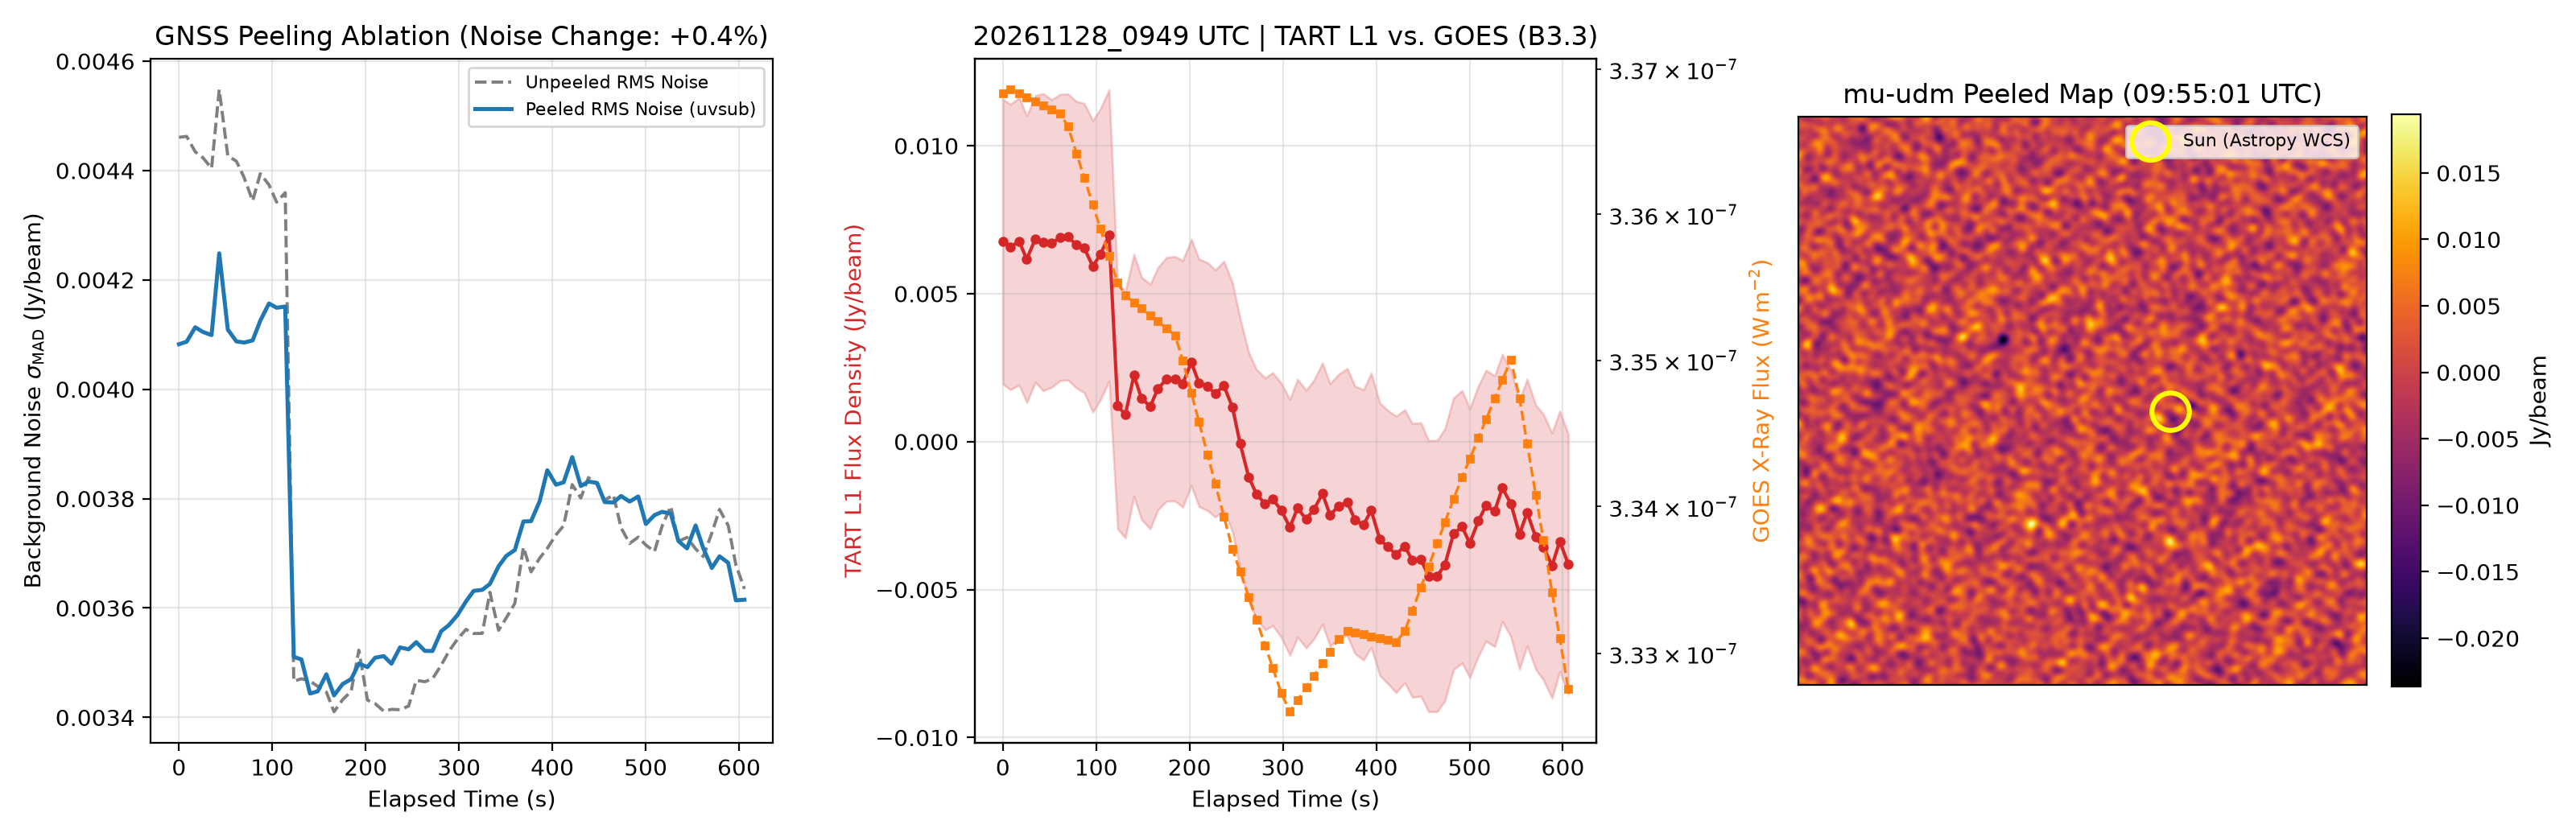 GNSS Peeling Ablation (Noise Change: +0.4%)
Unpeeled RMS Noise
Peeled RMS Noise (uvsub)
Background Noise σMAD (Jy/beam)
0.0046
0.0044
0.0042
0.0040
0.0038
0.0036
0.0034
0 100 200 300 400 500 600
Elapsed Time (s)
20261128_0949 UTC | TART L1 vs. GOES (B3.3)
TART L1 Flux Density (Jy/beam)
0.010
0.005
0.000
−0.005
−0.010
0 100 200 300 400 500 600
Elapsed Time (s)
3.37 × 10⁻⁷
3.36 × 10⁻⁷
3.35 × 10⁻⁷
3.34 × 10⁻⁷
3.33 × 10⁻⁷
GOES X-Ray Flux (W m⁻²)
mu-udm Peeled Map (09:55:01 UTC)
Sun (Astropy WCS)
0.015
0.010
0.005
0.000
−0.005
−0.010
−0.015
−0.020
Jy/beam